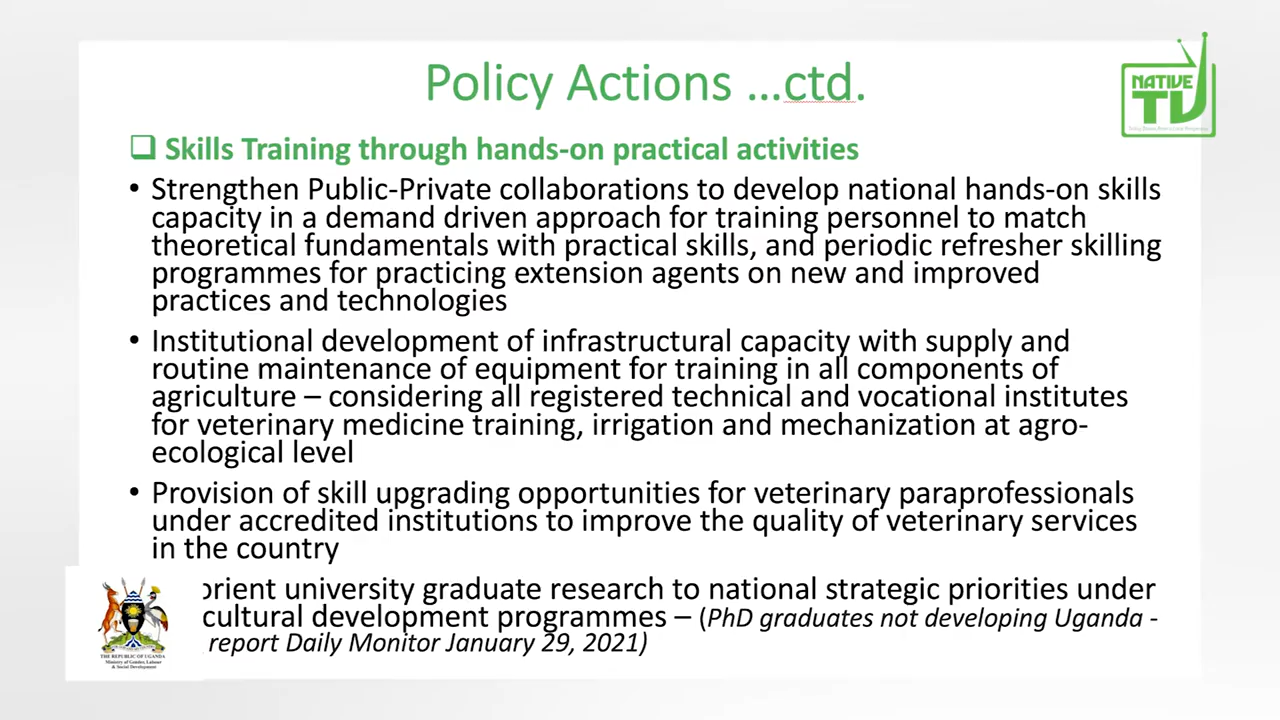 Policy Actions ...ctd.
NATIVE
TV
Skills Training through hands-on practical activities
• Strengthen Public-Private collaborations to develop national hands-on skills
capacity in a demand driven approach for training personnel to match
theoretical fundamentals with practical skills, and periodic refresher skilling
programmes for practicing extension agents on new and improved
practices and technologies
• Institutional development of infrastructural capacity with supply and
routine maintenance of equipment for training in all components of
agriculture – considering all registered technical and vocational institutes
for veterinary medicine training, irrigation and mechanization at agro-
ecological level
• Provision of skill upgrading opportunities for veterinary paraprofessionals
under accredited institutions to improve the quality of veterinary services
in the country
orient university graduate research to national strategic priorities under
cultural development programmes – (PhD graduates not developing Uganda -
report Daily Monitor January 29, 2021)
THE REPUBLIC OF UGANDA
Ministry of Gender, Labour
& Social Development